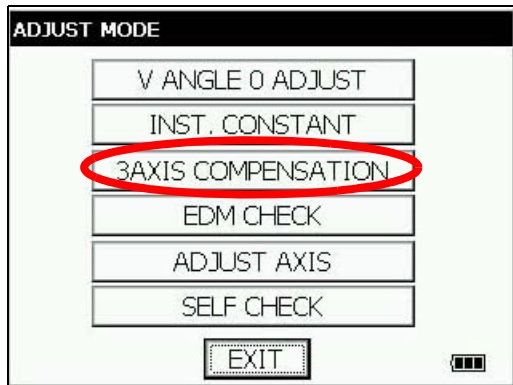 ADJUST MODE
V ANGLE 0 ADJUST
INST. CONSTANT
3AXIS COMPENSATION
EDM CHECK
ADJUST AXIS
SELF CHECK
EXIT